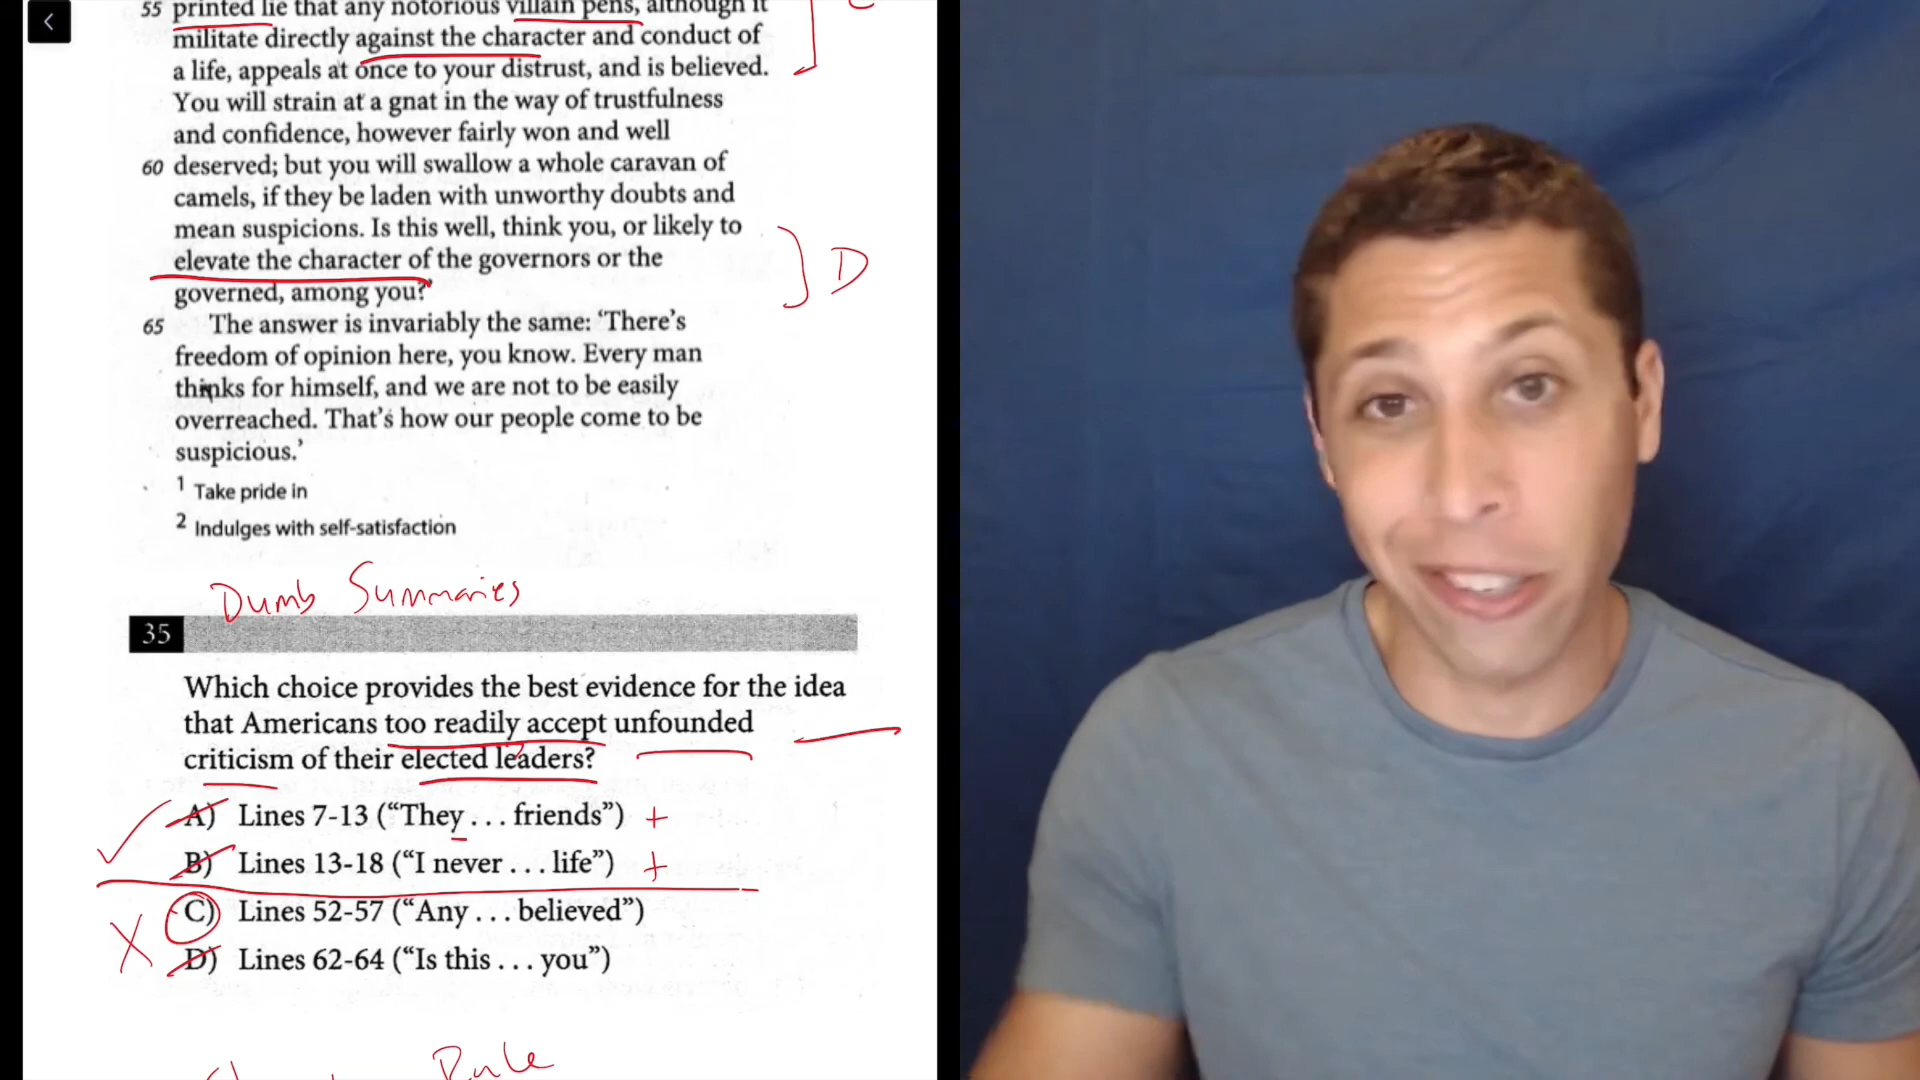 55 printed lie that any notorious villain pens, although it
militate directly against the character and conduct of
a life, appeals at once to your distrust, and is believed.
You will strain at a gnat in the way of trustfulness
and confidence, however fairly won and well
60 deserved; but you will swallow a whole caravan of
camels, if they be laden with unworthy doubts and
mean suspicions. Is this well, think you, or likely to
elevate the character of the governors or the
governed, among you?’
D
65 The answer is invariably the same: ‘There’s
freedom of opinion here, you know. Every man
thinks for himself, and we are not to be easily
overreached. That’s how our people come to be
suspicious.’
1 Take pride in
2 Indulges with self-satisfaction
Dumb Summaries
35
Which choice provides the best evidence for the idea
that Americans too readily accept unfounded
criticism of their elected leaders?
A) Lines 7-13 (“They . . . friends”) +
B) Lines 13-18 (“I never . . . life”) +
C) Lines 52-57 (“Any . . . believed”)
D) Lines 62-64 (“Is this . . . you”)
Rule